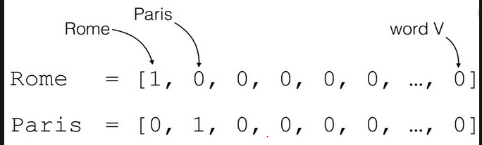 Paris
Rome word V
Rome = [1, 0, 0, 0, 0, 0, …, 0]
Paris = [0, 1, 0, 0, 0, 0, …, 0]